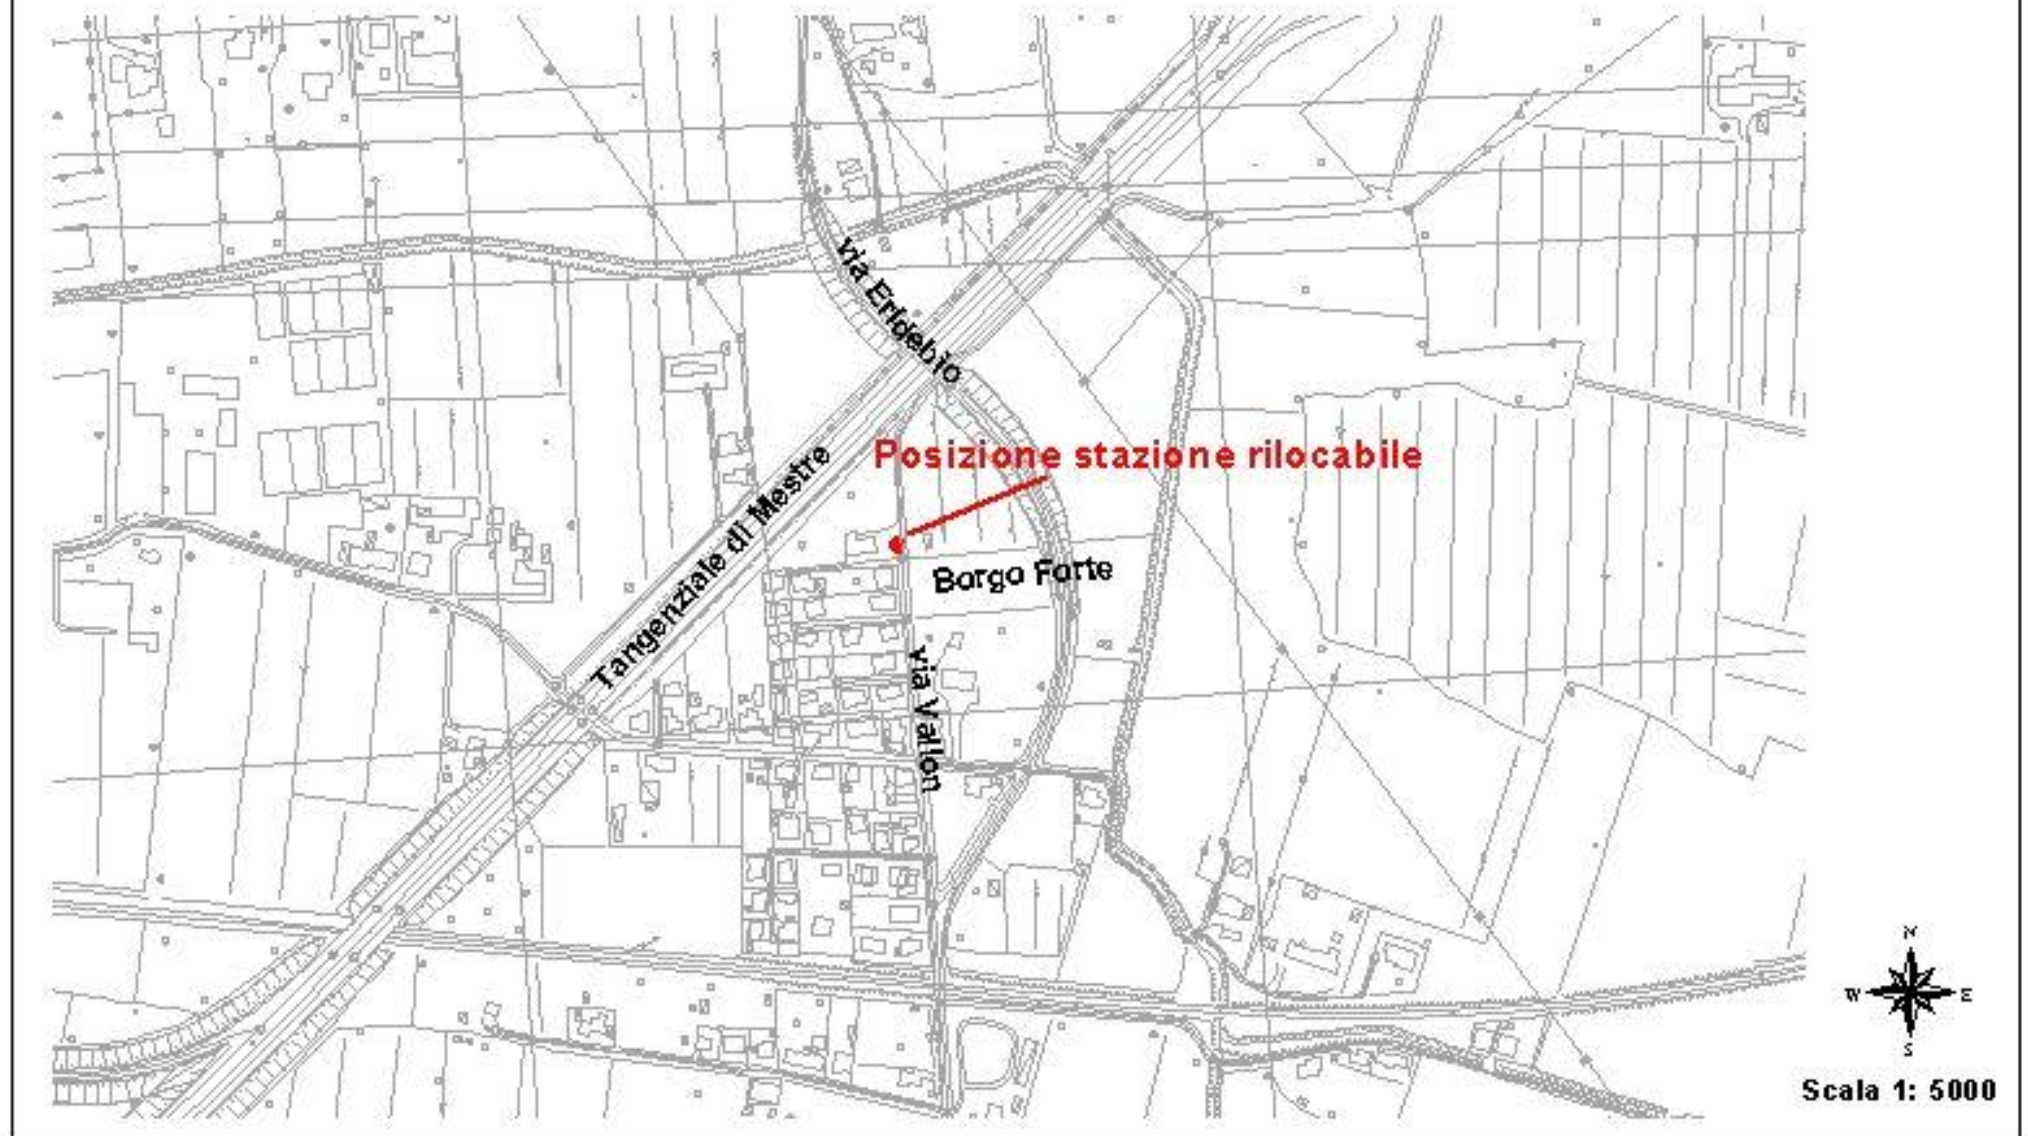 via Eridebio
Posizione stazione rilocabile
Tangenziale di Mestre
Borgo Forte
via Vallon
N
W E
S
Scala 1: 5000